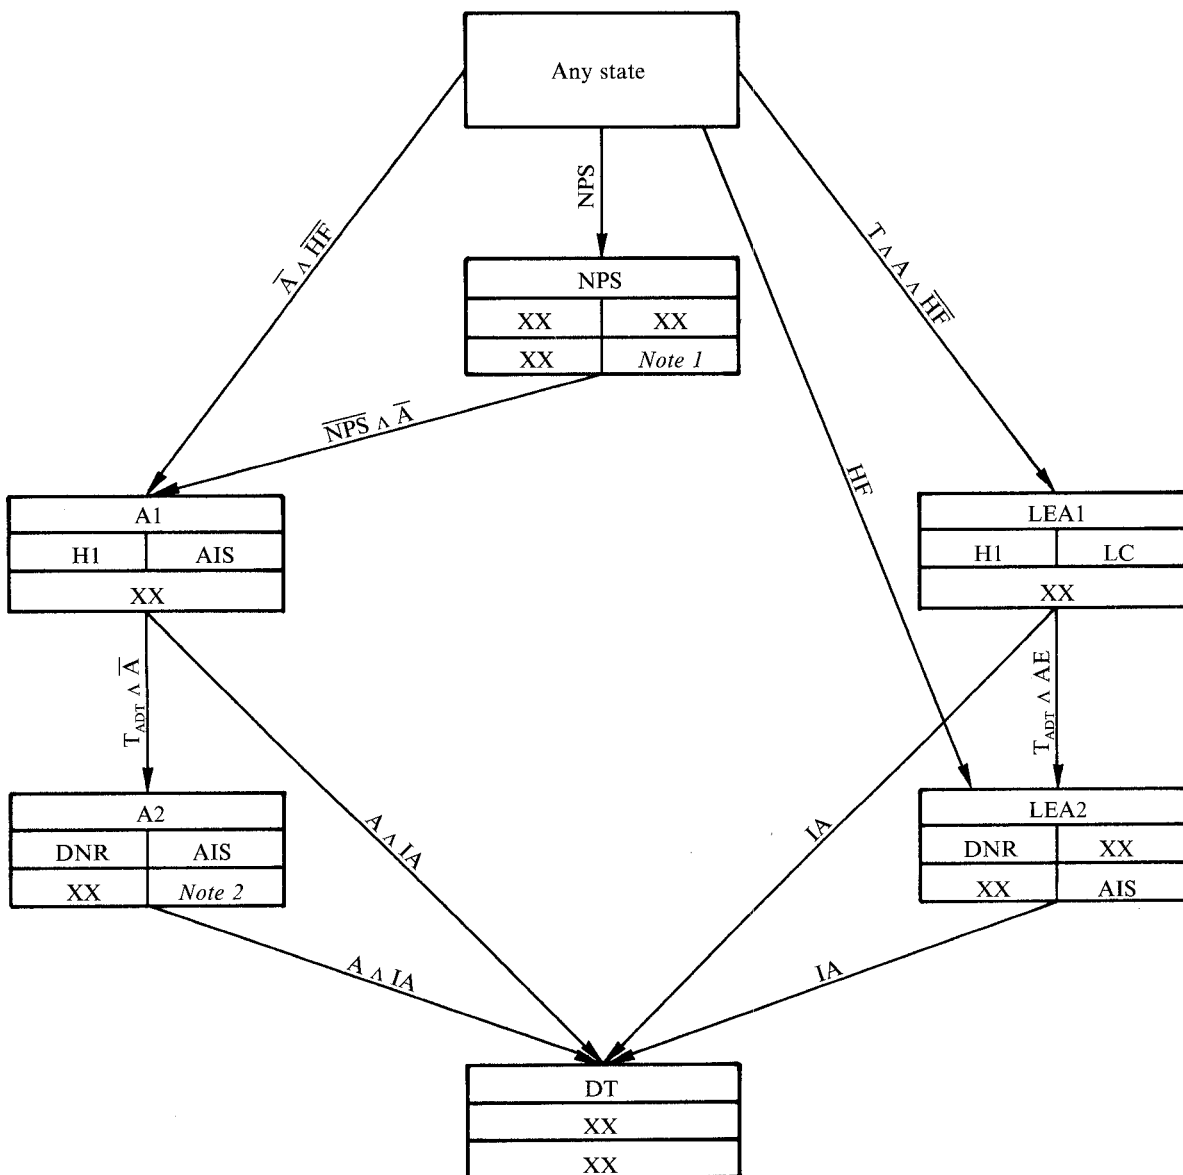 Any state
NPS
A̅ ∧ H̅F̅
T ∧ A ∧ H̅F̅
NPS
XX XX
XX Note 1
N̅P̅S̅ ∧ A̅
HF
A1
H1 AIS
XX
LEA1
H1 LC
XX
T_ADT ∧ A̅
T_ADT ∧ AE
A2
DNR AIS
XX Note 2
LEA2
DNR XX
XX AIS
A ∧ IA
IA
A ∧ IA
IA
DT
XX
XX